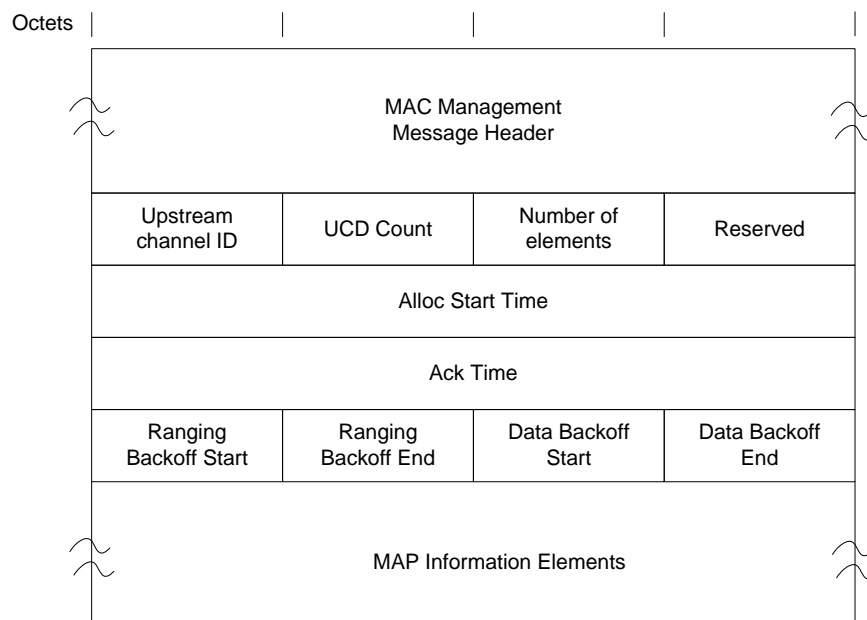 Octets
MAC Management
Message Header
Upstream
channel ID
UCD Count
Number of
elements
Reserved
Alloc Start Time
Ack Time
Ranging
Backoff Start
Ranging
Backoff End
Data Backoff
Start
Data Backoff
End
MAP Information Elements